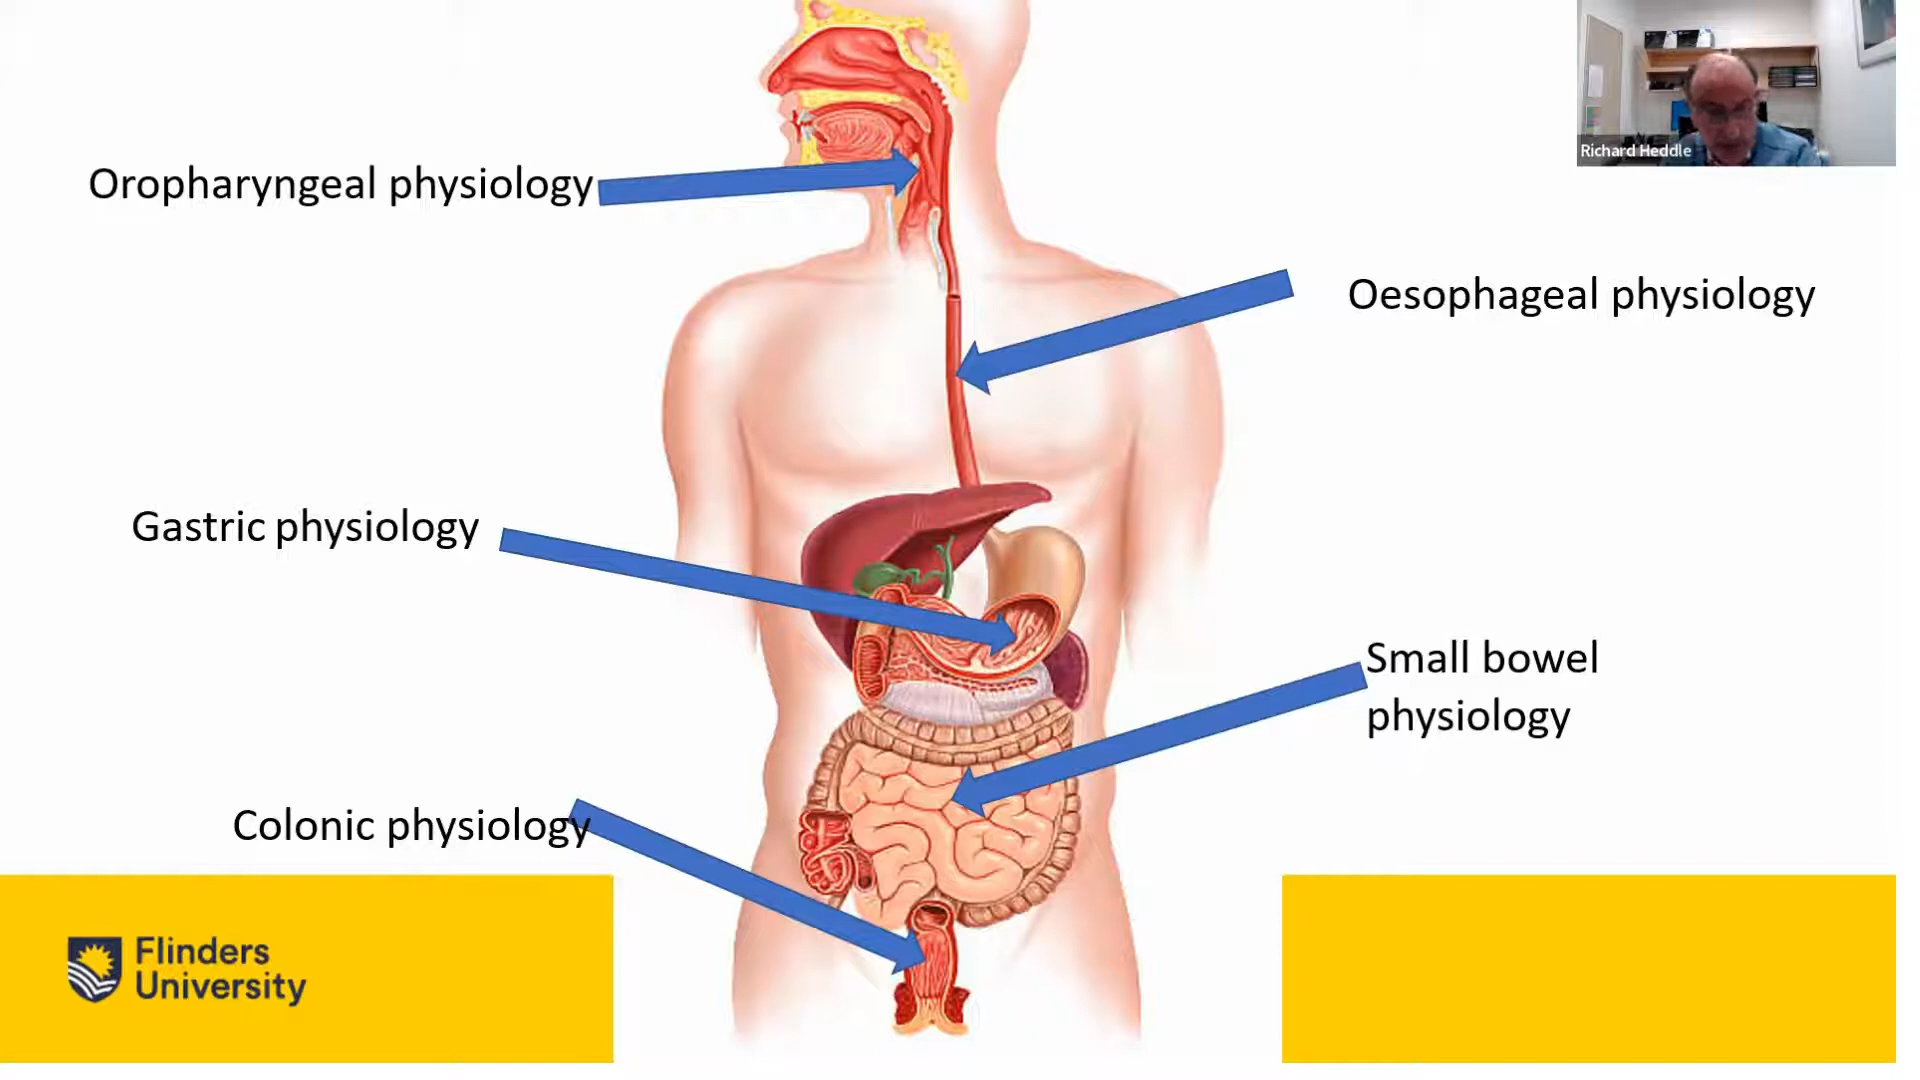 Richard Heddle
Oropharyngeal physiology
Oesophageal physiology
Gastric physiology
Small bowel
physiology
Colonic physiology
Flinders
University